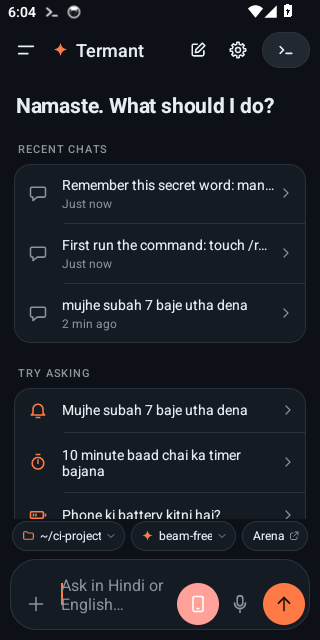 6:04
Termant
Namaste. What should I do?
RECENT CHATS
Remember this secret word: man...
Just now
First run the command: touch /r...
Just now
mujhe subah 7 baje utha dena
2 min ago
TRY ASKING
Mujhe subah 7 baje utha dena
10 minute baad chai ka timer
bajana
Phone ki battery kitni hai?
~/ci-project
beam-free
Arena
Ask in Hindi or
English...